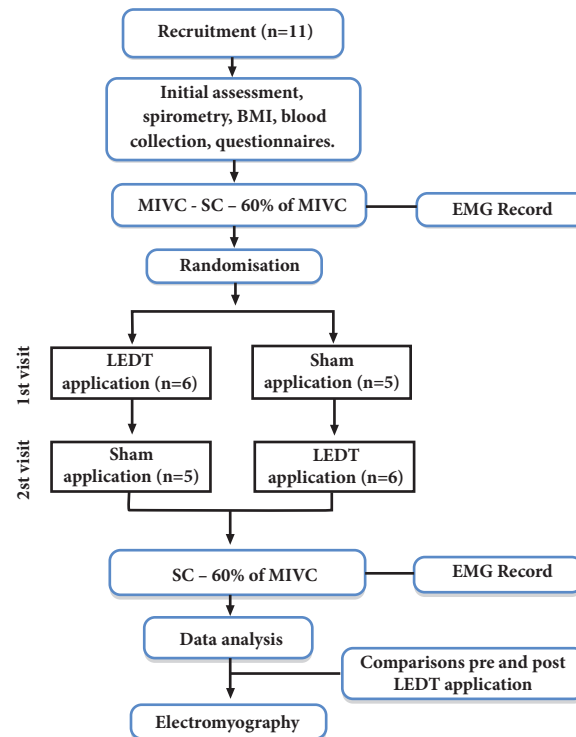 Recruitment (n=11)
Initial assessment,
spirometry, BMI, blood
collection, questionnaires.
MIVC - SC – 60% of MIVC
EMG Record
Randomisation
1st visit
LEDT
application (n=6)
Sham
application (n=5)
2st visit
Sham
application (n=5)
LEDT
application (n=6)
SC – 60% of MIVC
EMG Record
Data analysis
Comparisons pre and post
LEDT application
Electromyography